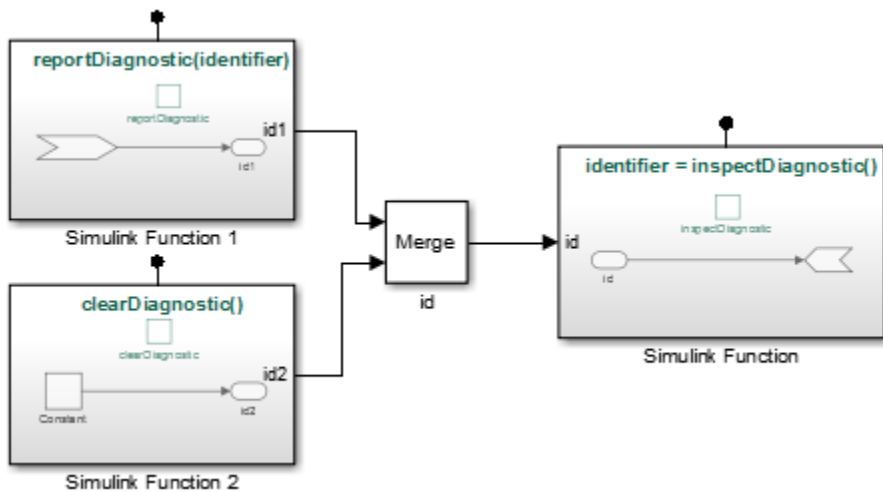 reportDiagnostic(identifier)
reportDiagnostic
id1
id1
Simulink Function 1
clearDiagnostic()
clearDiagnostic
id2
Constant
id2
Simulink Function 2
Merge
id
identifier = inspectDiagnostic()
inspectDiagnostic
id
id
Simulink Function